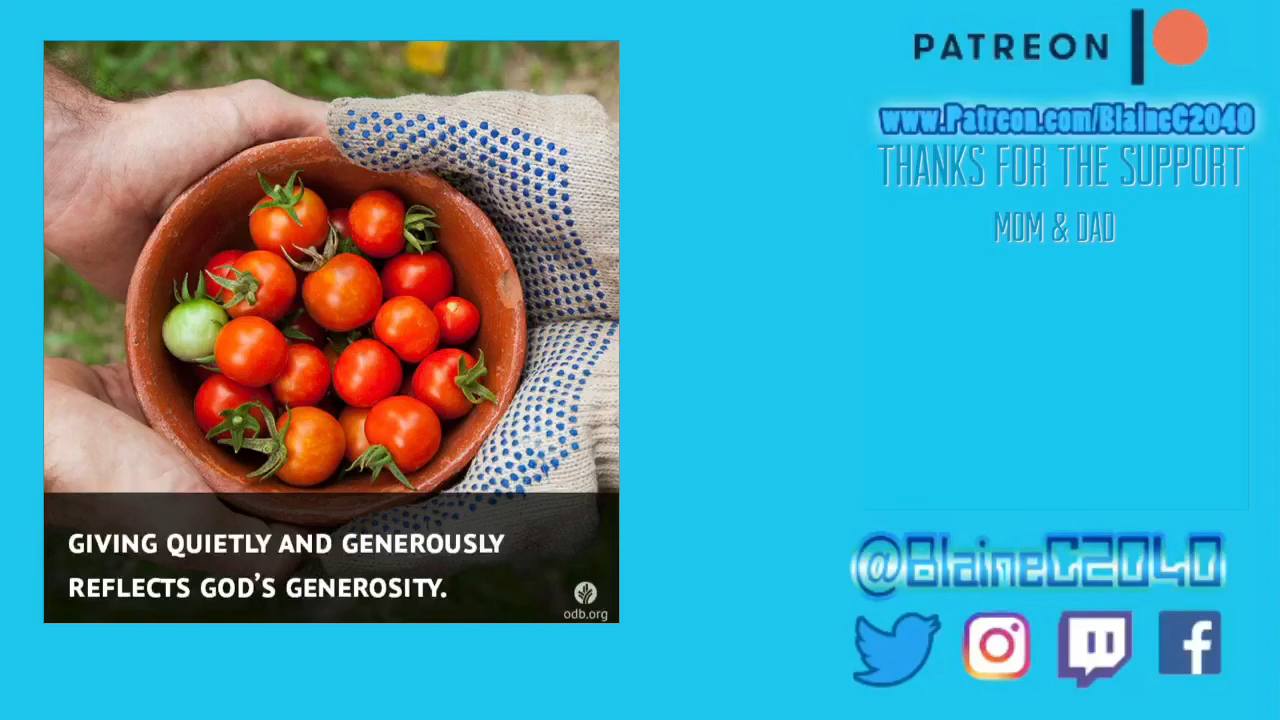 GIVING QUIETLY AND GENEROUSLY
REFLECTS GOD'S GENEROSITY.
odb.org
PATREON
www.Patreon.com/BlaineC2040
THANKS FOR THE SUPPORT
MOM & DAD
@BlaineC2040